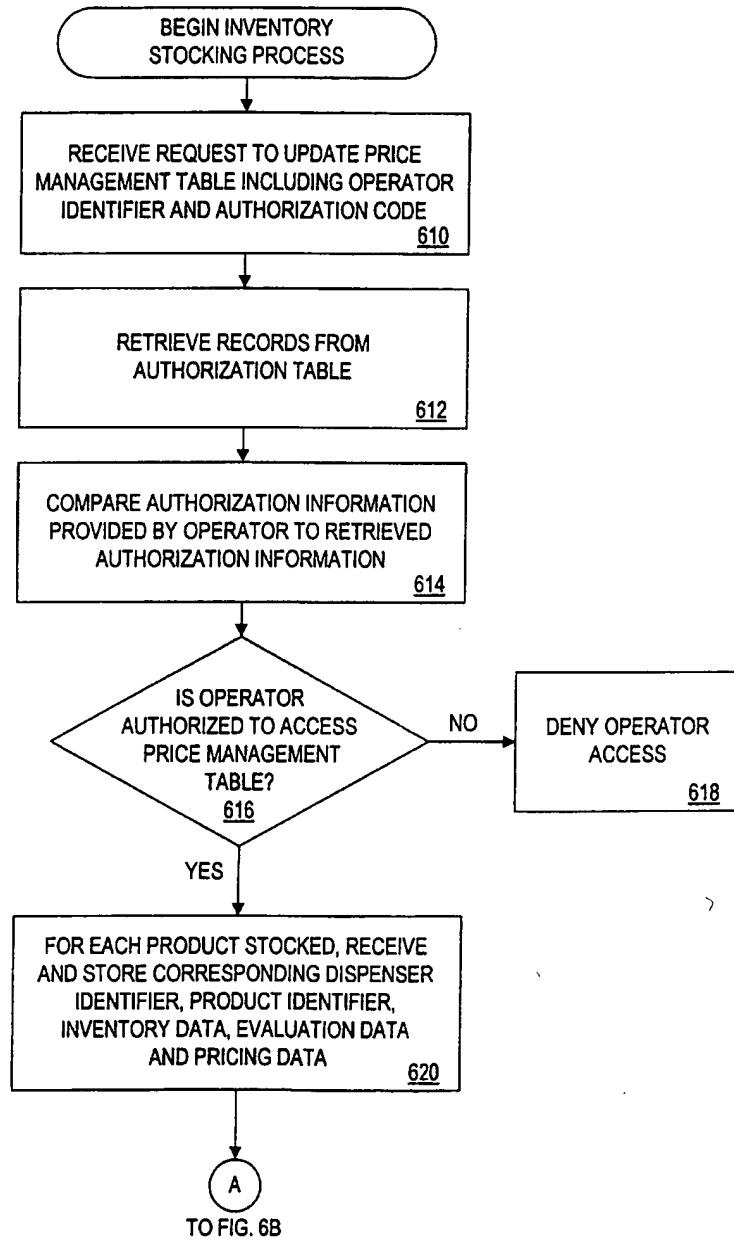 BEGIN INVENTORY
STOCKING PROCESS
RECEIVE REQUEST TO UPDATE PRICE
MANAGEMENT TABLE INCLUDING OPERATOR
IDENTIFIER AND AUTHORIZATION CODE
610
RETRIEVE RECORDS FROM
AUTHORIZATION TABLE
612
COMPARE AUTHORIZATION INFORMATION
PROVIDED BY OPERATOR TO RETRIEVED
AUTHORIZATION INFORMATION
614
IS OPERATOR
AUTHORIZED TO ACCESS
PRICE MANAGEMENT
TABLE?
616
NO
DENY OPERATOR
ACCESS
618
YES
FOR EACH PRODUCT STOCKED, RECEIVE
AND STORE CORRESPONDING DISPENSER
IDENTIFIER, PRODUCT IDENTIFIER,
INVENTORY DATA, EVALUATION DATA
AND PRICING DATA
620
A
TO FIG. 6B